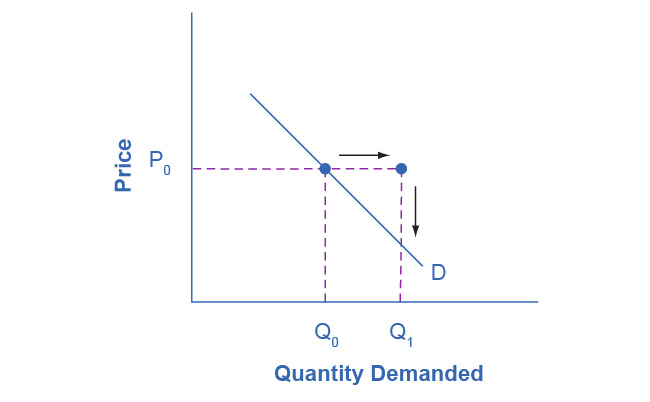 Price
P₀
D
Q₀ Q₁
Quantity Demanded